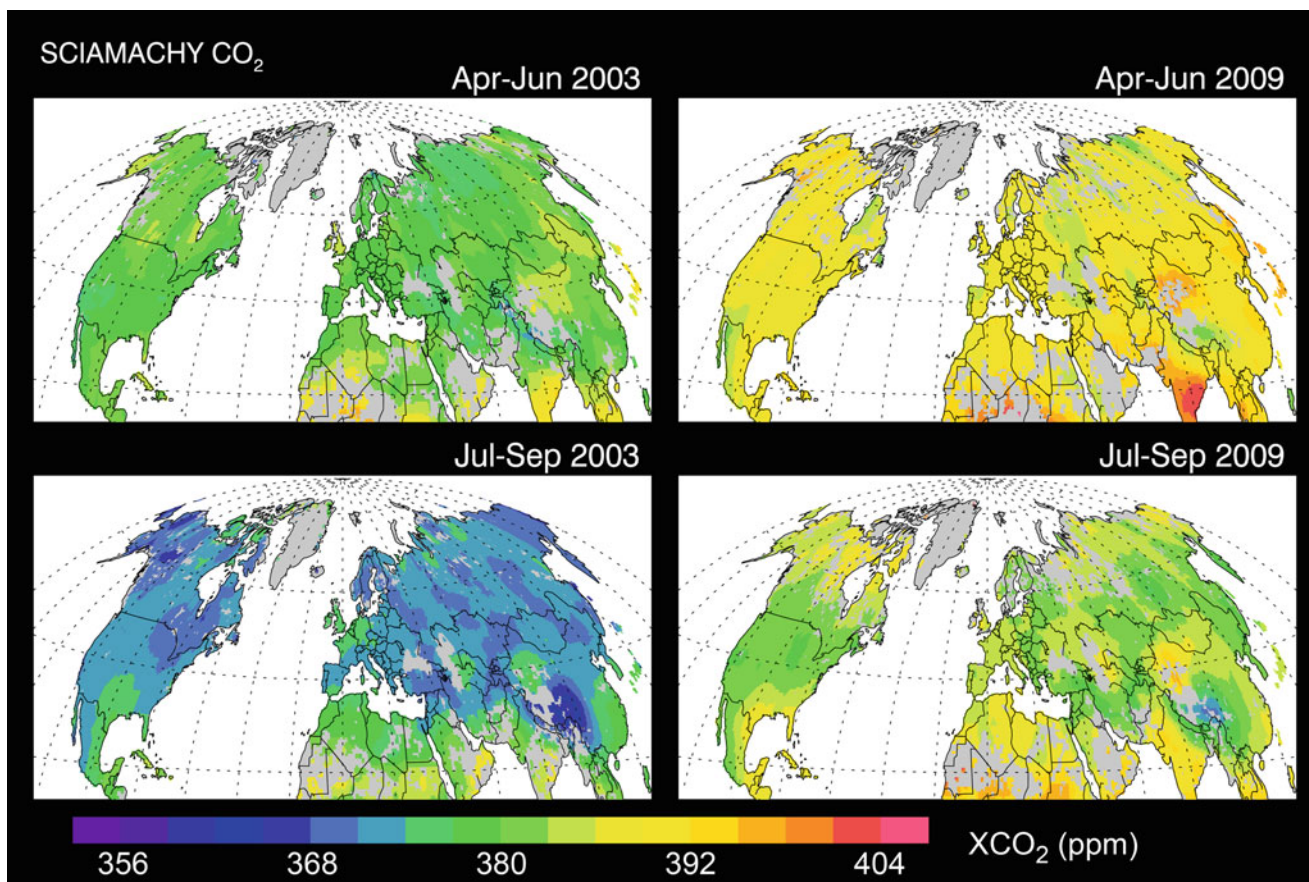 SCIAMACHY CO₂
Apr-Jun 2003
Apr-Jun 2009
Jul-Sep 2003
Jul-Sep 2009
356 368 380 392 404 XCO₂ (ppm)